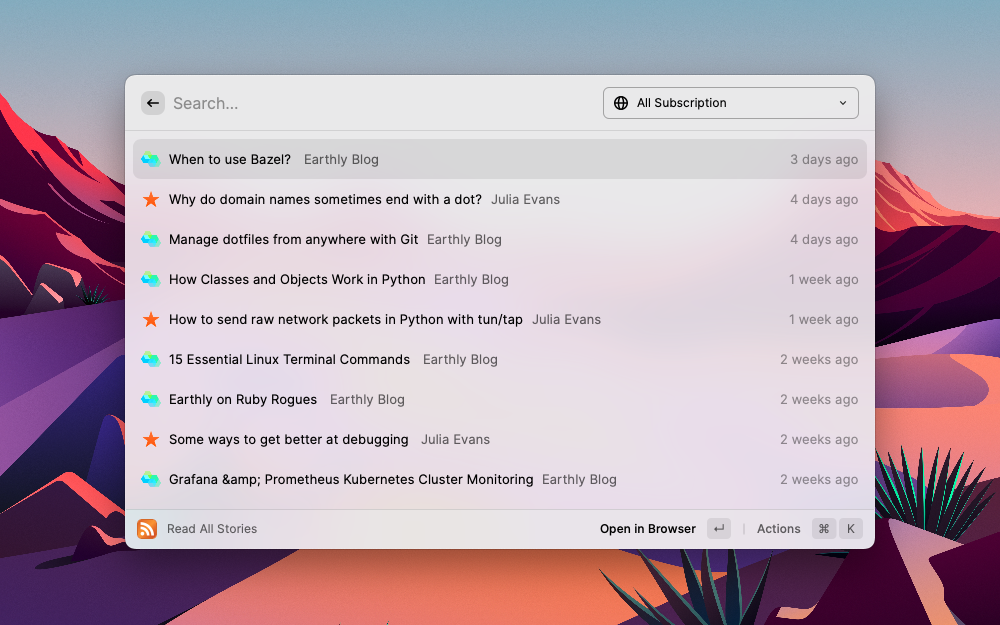 Search... All Subscription
When to use Bazel? Earthly Blog 3 days ago
Why do domain names sometimes end with a dot? Julia Evans 4 days ago
Manage dotfiles from anywhere with Git Earthly Blog 4 days ago
How Classes and Objects Work in Python Earthly Blog 1 week ago
How to send raw network packets in Python with tun/tap Julia Evans 1 week ago
15 Essential Linux Terminal Commands Earthly Blog 2 weeks ago
Earthly on Ruby Rogues Earthly Blog 2 weeks ago
Some ways to get better at debugging Julia Evans 2 weeks ago
Grafana &amp; Prometheus Kubernetes Cluster Monitoring Earthly Blog 2 weeks ago
Read All Stories Open in Browser ↵ | Actions ⌘ K